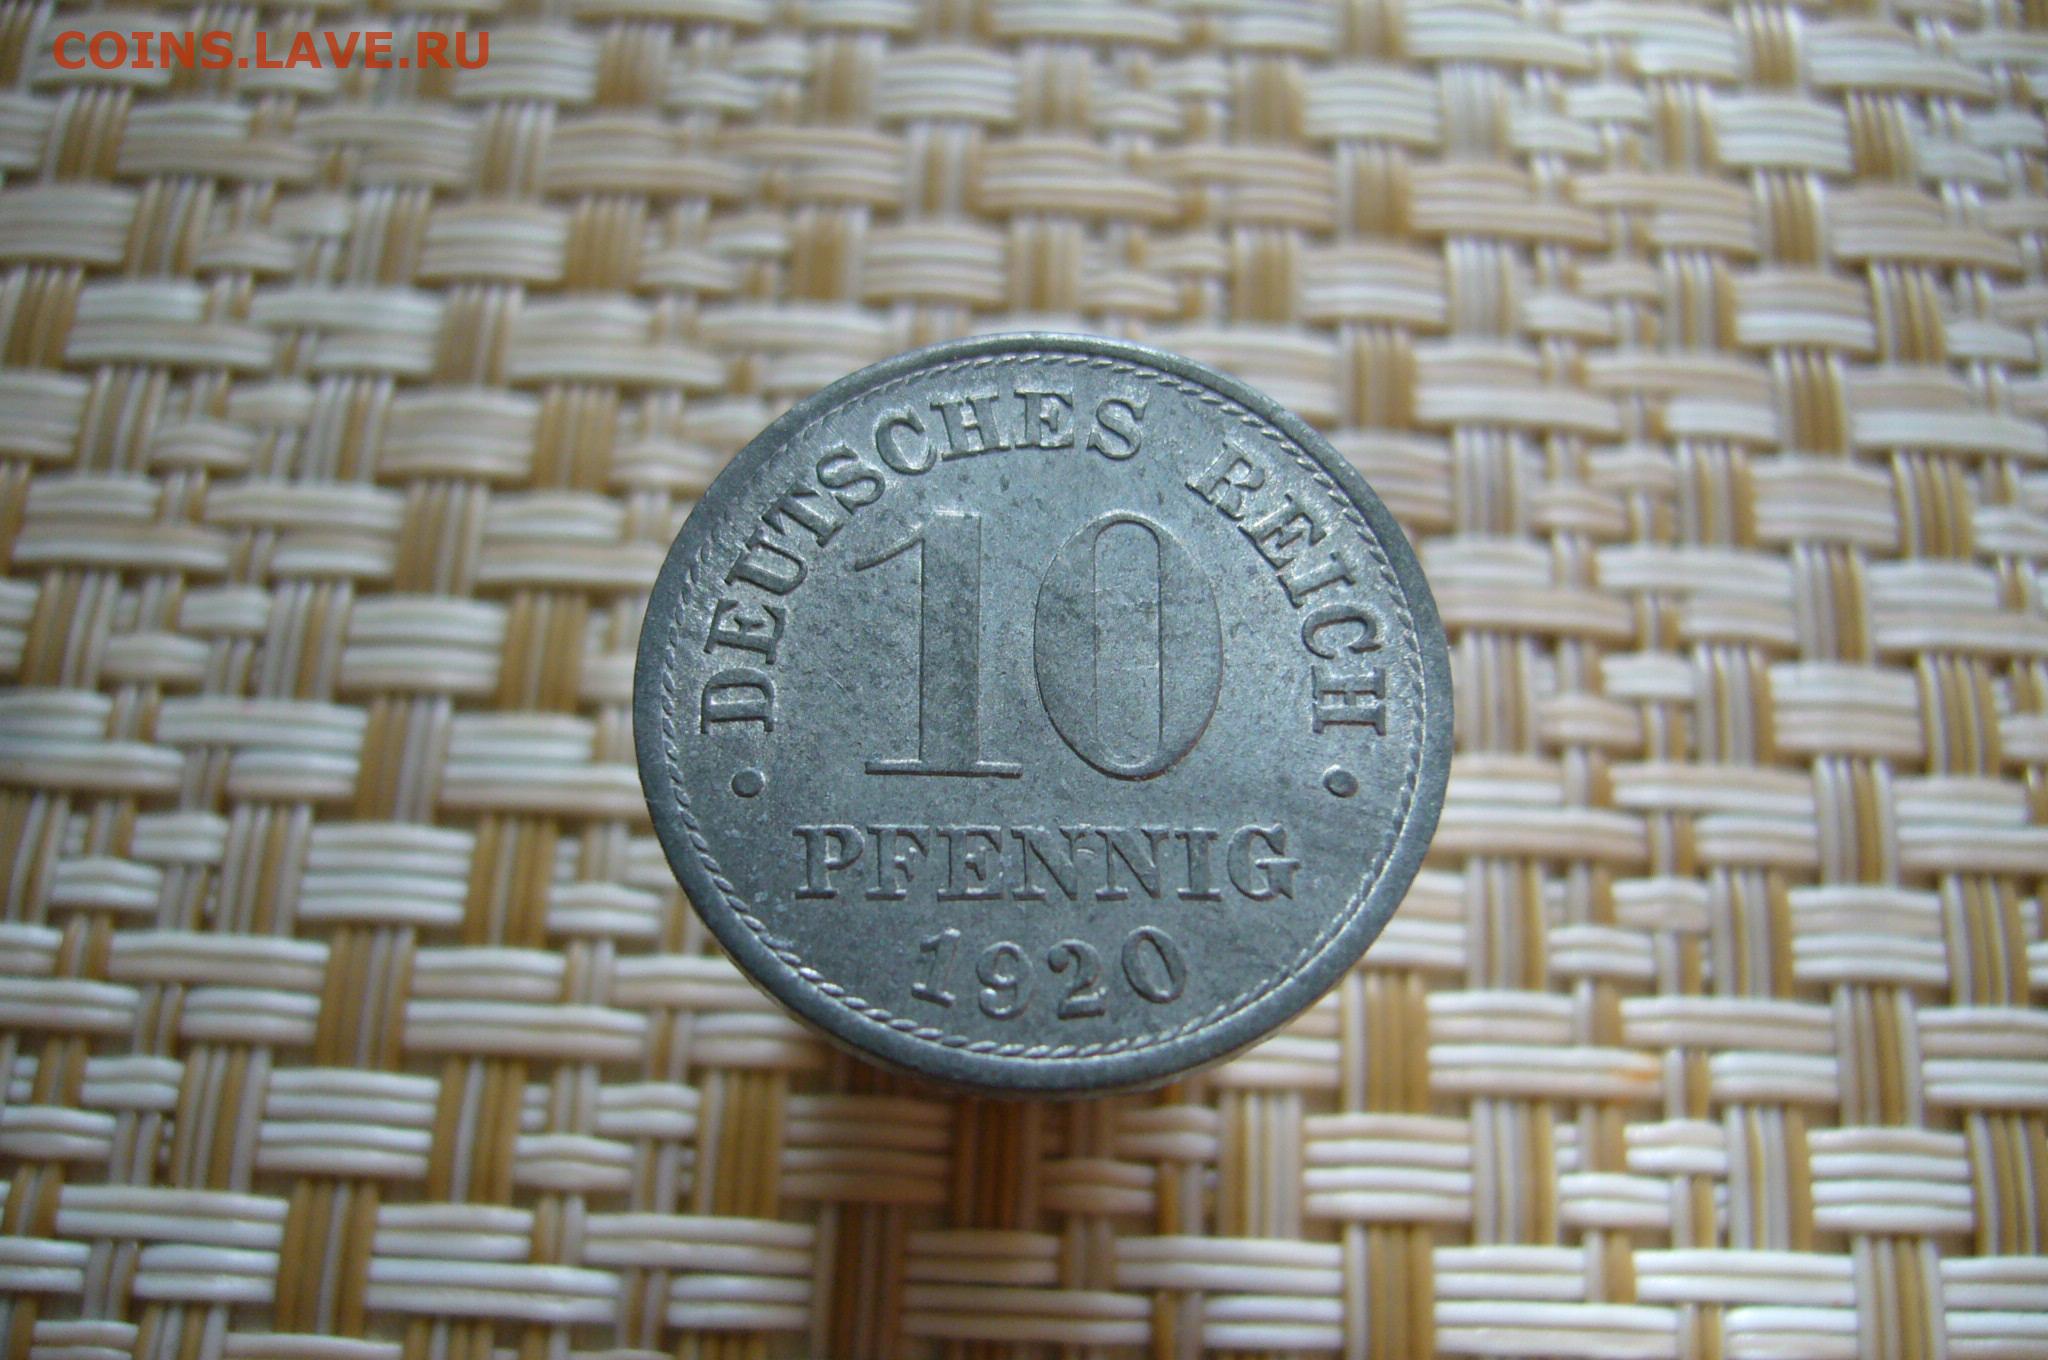 COINS.LAVE.RU
DEUTSCHES REICH
10
PFENNIG
1920